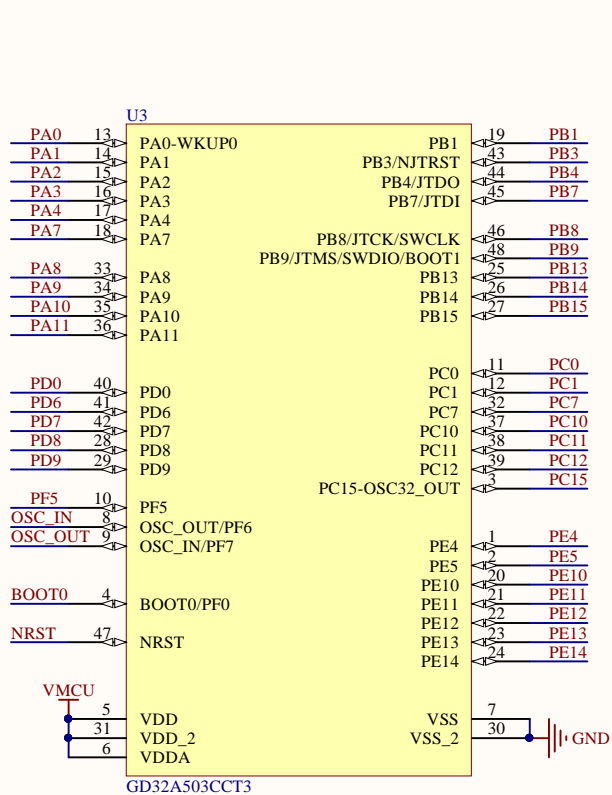 U3
PA0 13 PA0-WKUP0 PB1 19 PB1
PA1 14 PA1 PB3/NJTRST 43 PB3
PA2 15 PA2 PB4/JTDO 44 PB4
PA3 16 PA3 PB7/JTDI 45 PB7
PA4 17 PA4
PA7 18 PA7 PB8/JTCK/SWCLK 46 PB8
PB9/JTMS/SWDIO/BOOT1 48 PB9
PA8 33 PA8 PB13 25 PB13
PA9 34 PA9 PB14 26 PB14
PA10 35 PA10 PB15 27 PB15
PA11 36 PA11
PC0 11 PC0
PD0 40 PD0 PC1 12 PC1
PD6 41 PD6 PC7 32 PC7
PD7 42 PD7 PC10 37 PC10
PD8 28 PD8 PC11 38 PC11
PD9 29 PD9 PC12 39 PC12
PC15-OSC32_OUT 3 PC15
PF5 10 PF5
OSC_IN 8 OSC_OUT/PF6
OSC_OUT 9 OSC_IN/PF7 PE4 1 PE4
PE5 2 PE5
PE10 20 PE10
BOOT0 4 BOOT0/PF0 PE11 21 PE11
PE12 22 PE12
NRST 47 NRST PE13 23 PE13
PE14 24 PE14
VMCU
5 VDD VSS 7
31 VDD_2 VSS_2 30 GND
6 VDDA
GD32A503CCT3